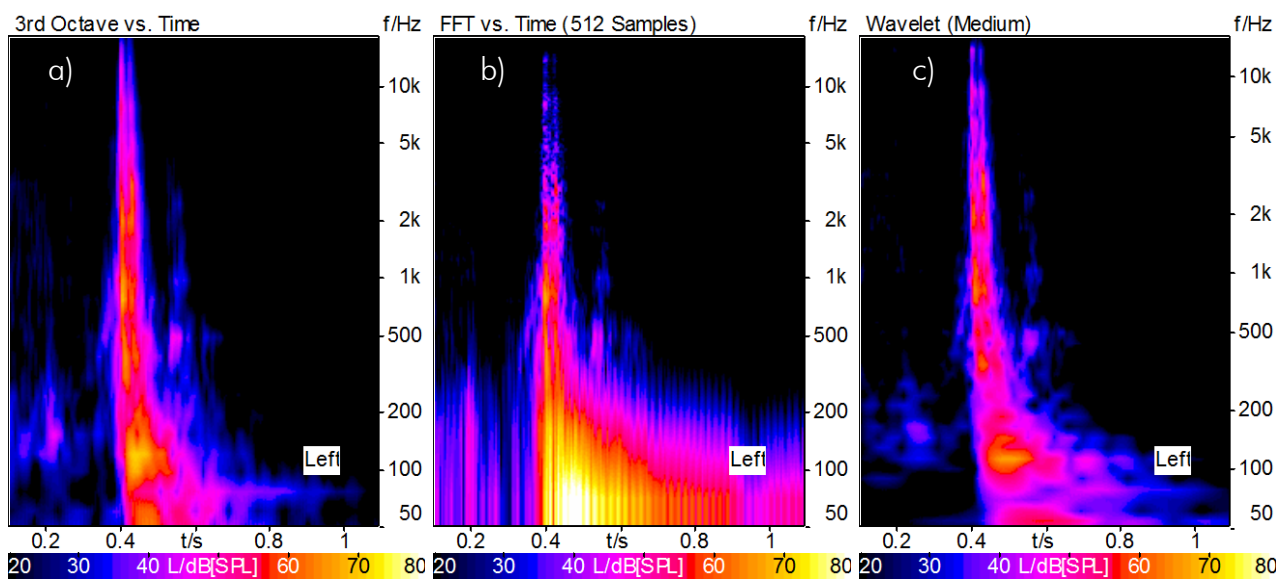 3rd Octave vs. Time f/Hz
a)
10k
5k
2k
1k
500
200
100
50
Left
0.2 0.4 t/s 0.8 1
20 30 40 L/dB[SPL] 60 70 80
FFT vs. Time (512 Samples) f/Hz
b)
10k
5k
2k
1k
500
200
100
50
Left
0.2 0.4 t/s 0.8 1
20 30 40 L/dB[SPL] 60 70 80
Wavelet (Medium) f/Hz
c)
10k
5k
2k
1k
500
200
100
50
Left
0.2 0.4 t/s 0.8 1
20 30 40 L/dB[SPL] 60 70 80